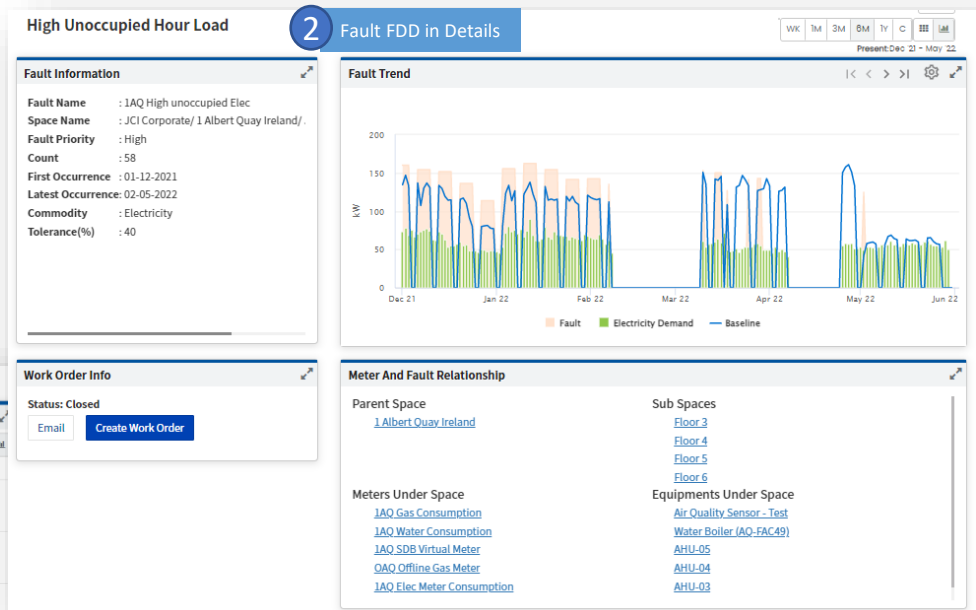 High Unoccupied Hour Load
2 Fault FDD in Details
WK 1M 3M 6M 1Y C
Present:Dec '21 - May '22
Fault Information
Fault Name : 1AQ High unoccupied Elec
Space Name : JCI Corporate/ 1 Albert Quay Ireland/ .
Fault Priority : High
Count : 58
First Occurrence : 01-12-2021
Latest Occurrence: 02-05-2022
Commodity : Electricity
Tolerance(%) : 40
Fault Trend
kW
200
150
100
50
0
Dec 21 Jan 22 Feb 22 Mar 22 Apr 22 May 22 Jun 22
Fault Electricity Demand Baseline
Work Order Info
Status: Closed
Email Create Work Order
Meter And Fault Relationship
Parent Space
1 Albert Quay Ireland
Sub Spaces
Floor 3
Floor 4
Floor 5
Floor 6
Meters Under Space
1AQ Gas Consumption
1AQ Water Consumption
1AQ SDB Virtual Meter
OAQ Offline Gas Meter
1AQ Elec Meter Consumption
Equipments Under Space
Air Quality Sensor - Test
Water Boiler (AQ-FAC49)
AHU-05
AHU-04
AHU-03